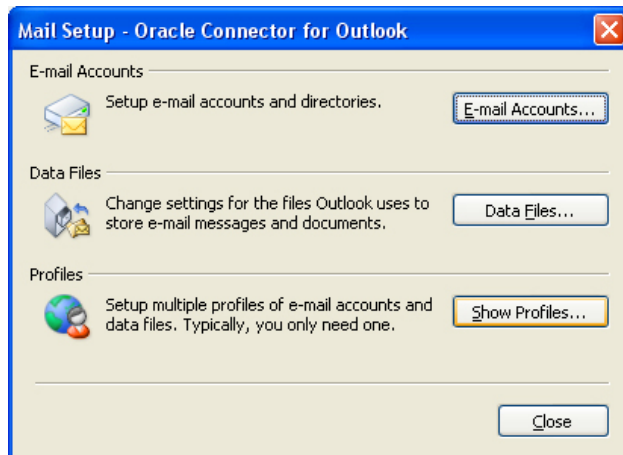 Mail Setup - Oracle Connector for Outlook
E-mail Accounts
Setup e-mail accounts and directories.
E-mail Accounts...
Data Files
Change settings for the files Outlook uses to
store e-mail messages and documents.
Data Files...
Profiles
Setup multiple profiles of e-mail accounts and
data files. Typically, you only need one.
Show Profiles...
Close